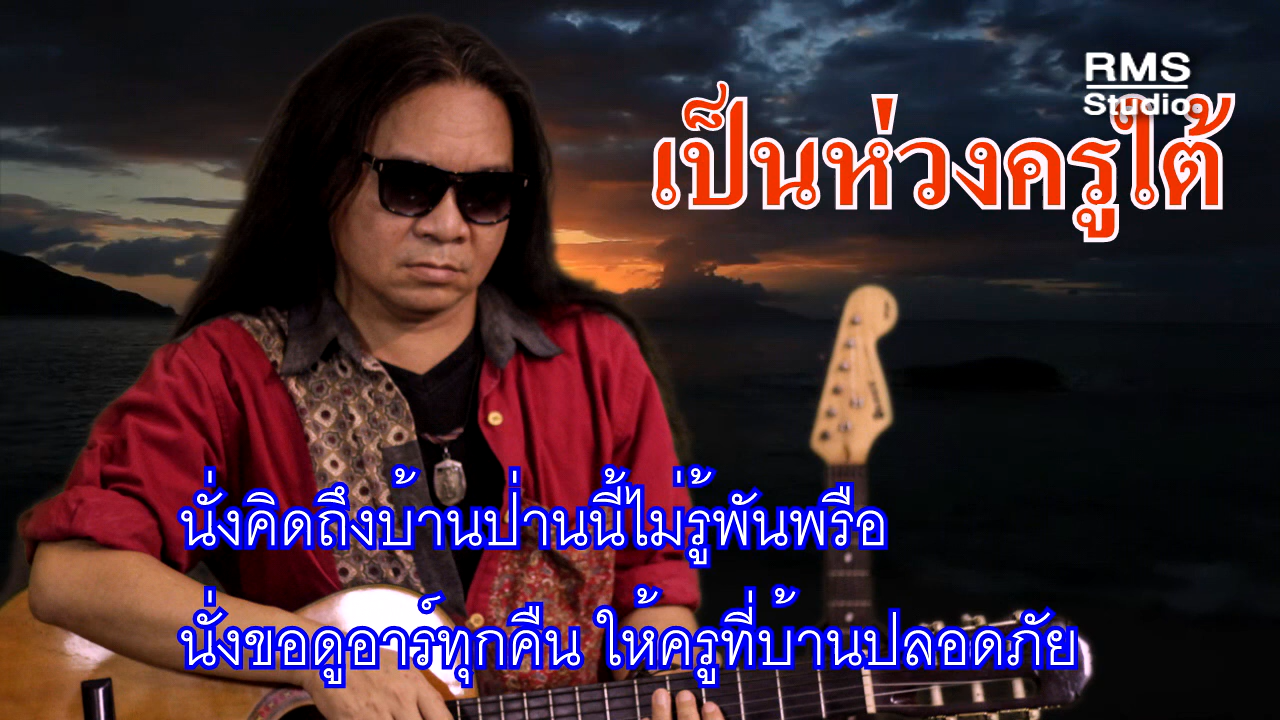 RMS
Studio
เป็นห่วงครูใต้
นั่งคิดถึงบ้านป่านนี้ไม่รู้พันพรือ
นั่งขอดูอาร์ทุกคืน ให้ครูที่บ้านปลอดภัย